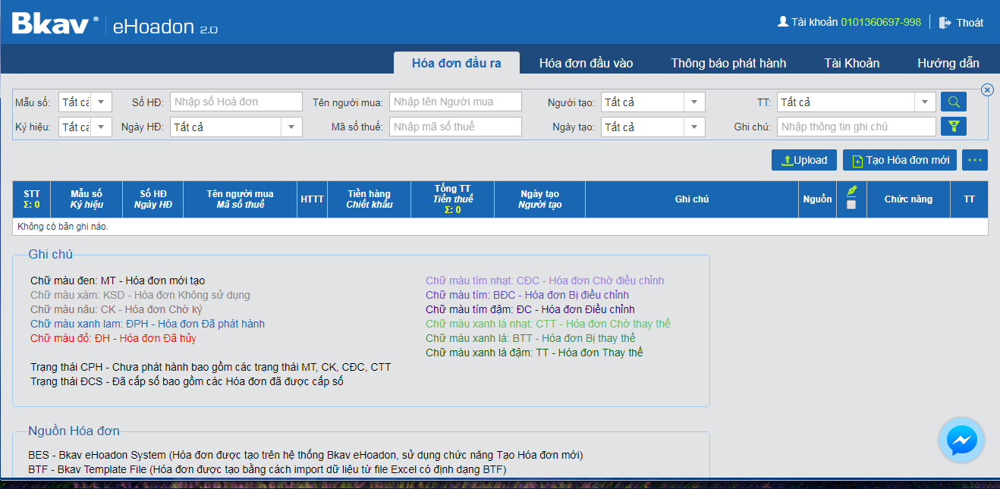 Bkav® eHoadon 2.0
Tài khoản 0101360697-998 Thoát
Hóa đơn đầu ra Hóa đơn đầu vào Thông báo phát hành Tài Khoản Hướng dẫn
Mẫu số: Tất cả Số HĐ: Nhập số Hoá đơn Tên người mua: Nhập tên Người mua Người tạo: Tất cả TT: Tất cả
Ký hiệu: Tất cả Ngày HĐ: Tất cả Mã số thuế: Nhập mã số thuế Ngày tạo: Tất cả Ghi chú: Nhập thông tin ghi chú
Upload Tạo Hóa đơn mới ...
STT Σ: 0
Mẫu số Ký hiệu
Số HĐ Ngày HĐ
Tên người mua Mã số thuế
HTTT
Tiền hàng Chiết khấu
Tổng TT Tiền thuế Σ: 0
Ngày tạo Người tạo
Ghi chú
Nguồn
Chức năng
TT
Không có bản ghi nào.
Ghi chú
Chữ màu đen: MT - Hóa đơn mới tạo
Chữ màu xám: KSD - Hóa đơn Không sử dụng
Chữ màu nâu: CK - Hóa đơn Chờ ký
Chữ màu xanh lam: ĐPH - Hóa đơn Đã phát hành
Chữ màu đỏ: ĐH - Hóa đơn Đã hủy
Chữ màu tím nhạt: CĐC - Hóa đơn Chờ điều chỉnh
Chữ màu tím: BĐC - Hóa đơn Bị điều chỉnh
Chữ màu tím đậm: ĐC - Hóa đơn Điều chỉnh
Chữ màu xanh lá nhạt: CTT - Hóa đơn Chờ thay thế
Chữ màu xanh lá: BTT - Hóa đơn Bị thay thế
Chữ màu xanh lá đậm: TT - Hóa đơn Thay thế
Trạng thái CPH - Chưa phát hành bao gồm các trạng thái MT, CK, CĐC, CTT
Trạng thái ĐCS - Đã cấp số bao gồm các Hóa đơn đã được cấp số
Nguồn Hóa đơn
BES - Bkav eHoadon System (Hóa đơn được tạo trên hệ thống Bkav eHoadon, sử dụng chức năng Tạo Hóa đơn mới)
BTF - Bkav Template File (Hóa đơn được tạo bằng cách import dữ liệu từ file Excel có định dạng BTF)